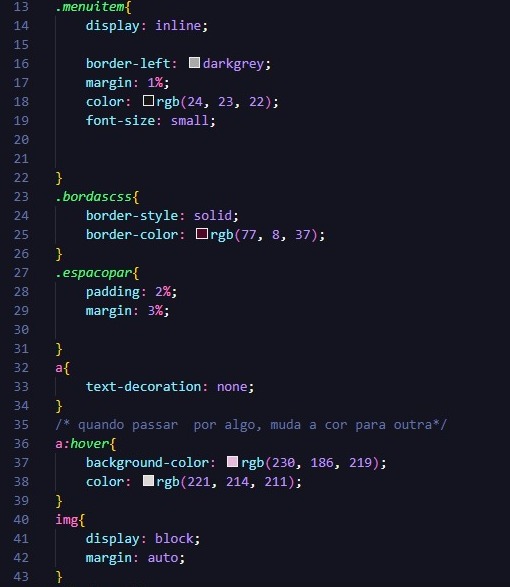 13 .menuitem{
14 display: inline;
15
16 border-left: darkgrey;
17 margin: 1%;
18 color: rgb(24, 23, 22);
19 font-size: small;
20
21
22 }
23 .bordascss{
24 border-style: solid;
25 border-color: rgb(77, 8, 37);
26 }
27 .espacopar{
28 padding: 2%;
29 margin: 3%;
30
31 }
32 a{
33 text-decoration: none;
34 }
35 /* quando passar  por algo, muda a cor para outra*/
36 a:hover{
37 background-color: rgb(230, 186, 219);
38 color: rgb(221, 214, 211);
39 }
40 img{
41 display: block;
42 margin: auto;
43 }